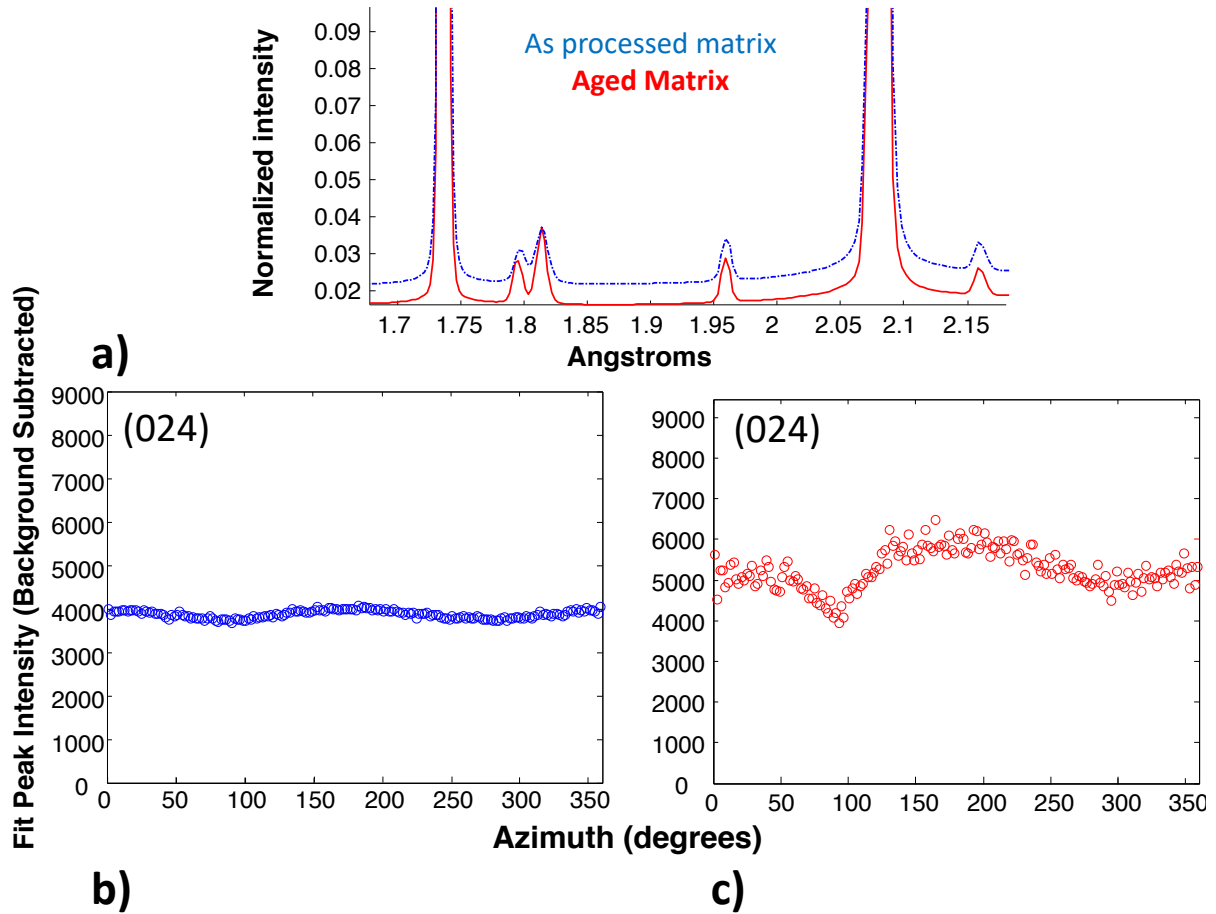 As processed matrix
Aged Matrix
Normalized intensity
0.09
0.08
0.07
0.06
0.05
0.04
0.03
0.02
1.7 1.75 1.8 1.85 1.9 1.95 2 2.05 2.1 2.15
Angstroms
a)
Fit Peak Intensity (Background Subtracted)
(024)
9000
8000
7000
6000
5000
4000
3000
2000
1000
0
0 50 100 150 200 250 300 350
b)
(024)
9000
8000
7000
6000
5000
4000
3000
2000
1000
0
0 50 100 150 200 250 300 360
Azimuth (degrees)
c)